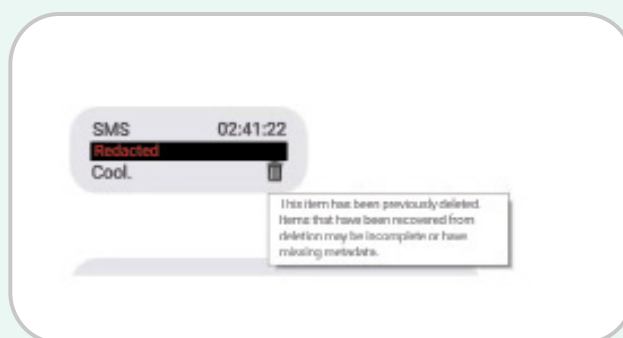 SMS 02:41:22
Redacted
Cool.
This item has been previously deleted.
Items that have been recovered from
deletion may be incomplete or have
missing metadata.